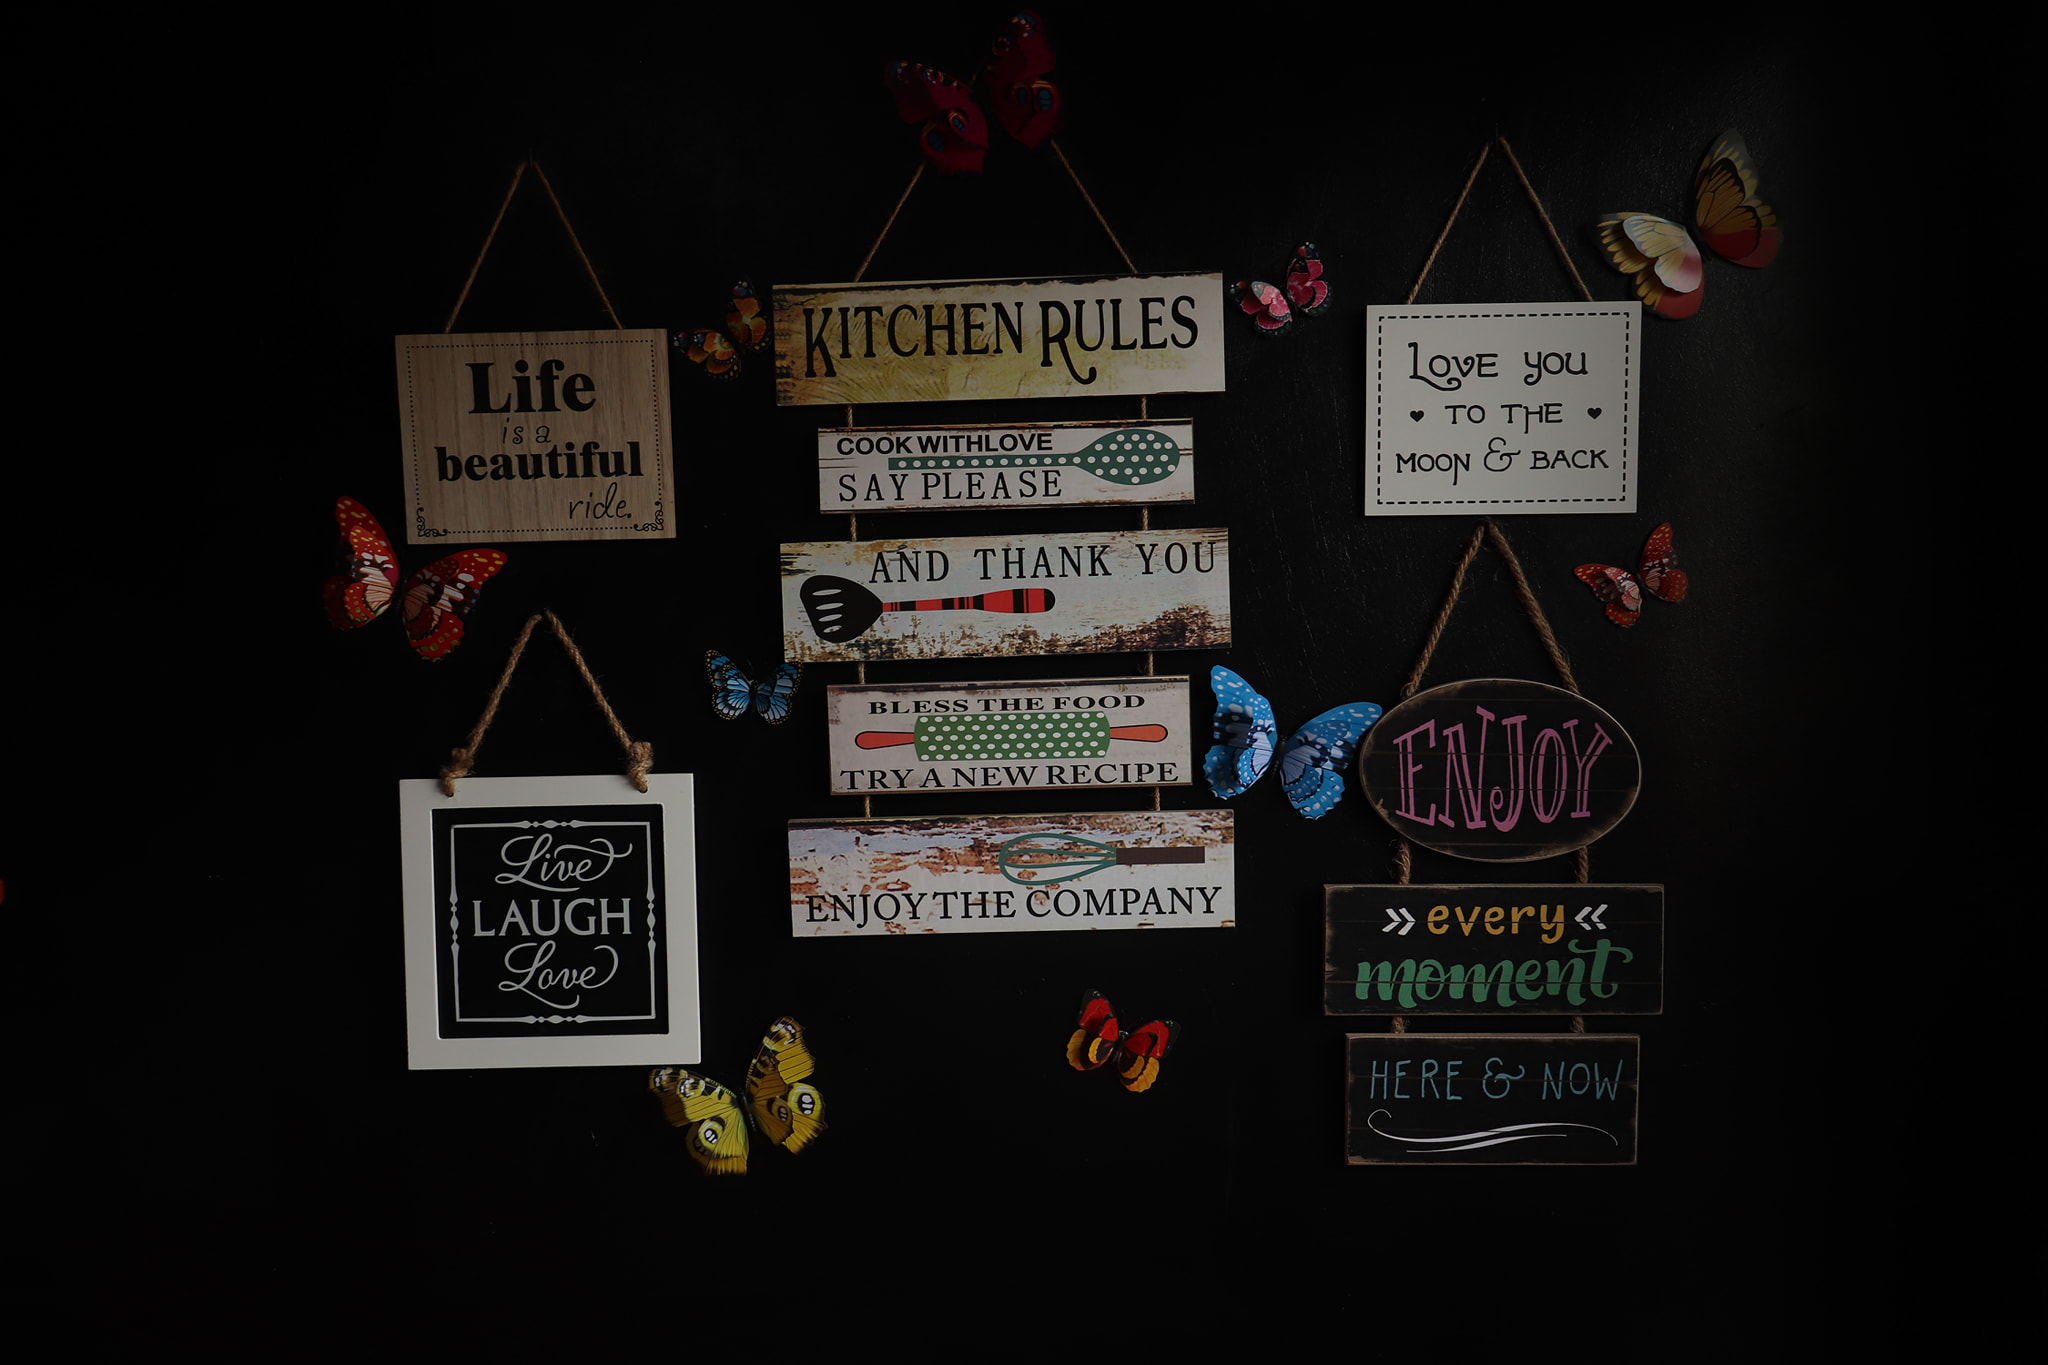 Life
is a
beautiful
ride.
Live
LAUGH
Love
KITCHEN RULES
COOK WITHLOVE
SAY PLEASE
AND THANK YOU
BLESS THE FOOD
TRY A NEW RECIPE
ENJOY THE COMPANY
LOVE YOU
TO THE
MOON & BACK
ENJOY
every
moment
HERE & NOW